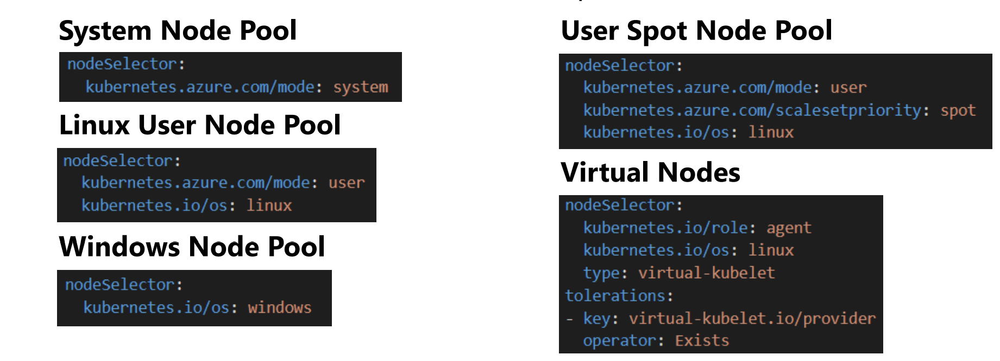 System Node Pool
nodeSelector:
  kubernetes.azure.com/mode: system
Linux User Node Pool
nodeSelector:
  kubernetes.azure.com/mode: user
  kubernetes.io/os: linux
Windows Node Pool
nodeSelector:
  kubernetes.io/os: windows
User Spot Node Pool
nodeSelector:
  kubernetes.azure.com/mode: user
  kubernetes.azure.com/scalesetpriority: spot
  kubernetes.io/os: linux
Virtual Nodes
nodeSelector:
  kubernetes.io/role: agent
  kubernetes.io/os: linux
  type: virtual-kubelet
tolerations:
- key: virtual-kubelet.io/provider
  operator: Exists